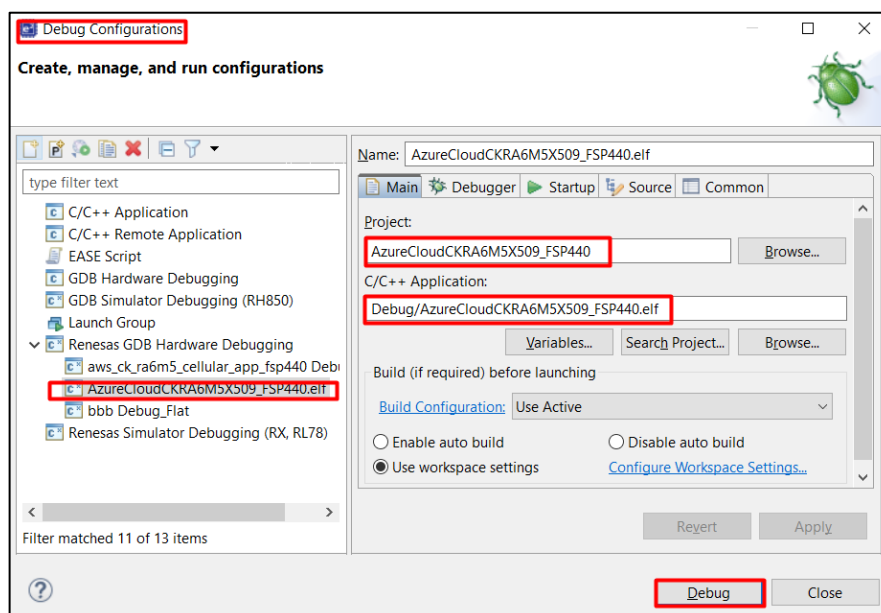 Debug Configurations
Create, manage, and run configurations
type filter text
C/C++ Application
C/C++ Remote Application
EASE Script
GDB Hardware Debugging
GDB Simulator Debugging (RH850)
Launch Group
Renesas GDB Hardware Debugging
aws_ck_ra6m5_cellular_app_fsp440 Debu
AzureCloudCKRA6M5X509_FSP440.elf
bbb Debug_Flat
Renesas Simulator Debugging (RX, RL78)
Filter matched 11 of 13 items
Name: AzureCloudCKRA6M5X509_FSP440.elf
Main Debugger Startup Source Common
Project:
AzureCloudCKRA6M5X509_FSP440 Browse...
C/C++ Application:
Debug/AzureCloudCKRA6M5X509_FSP440.elf
Variables... Search Project... Browse...
Build (if required) before launching
Build Configuration: Use Active
Enable auto build Disable auto build
Use workspace settings Configure Workspace Settings...
Revert Apply
Debug Close